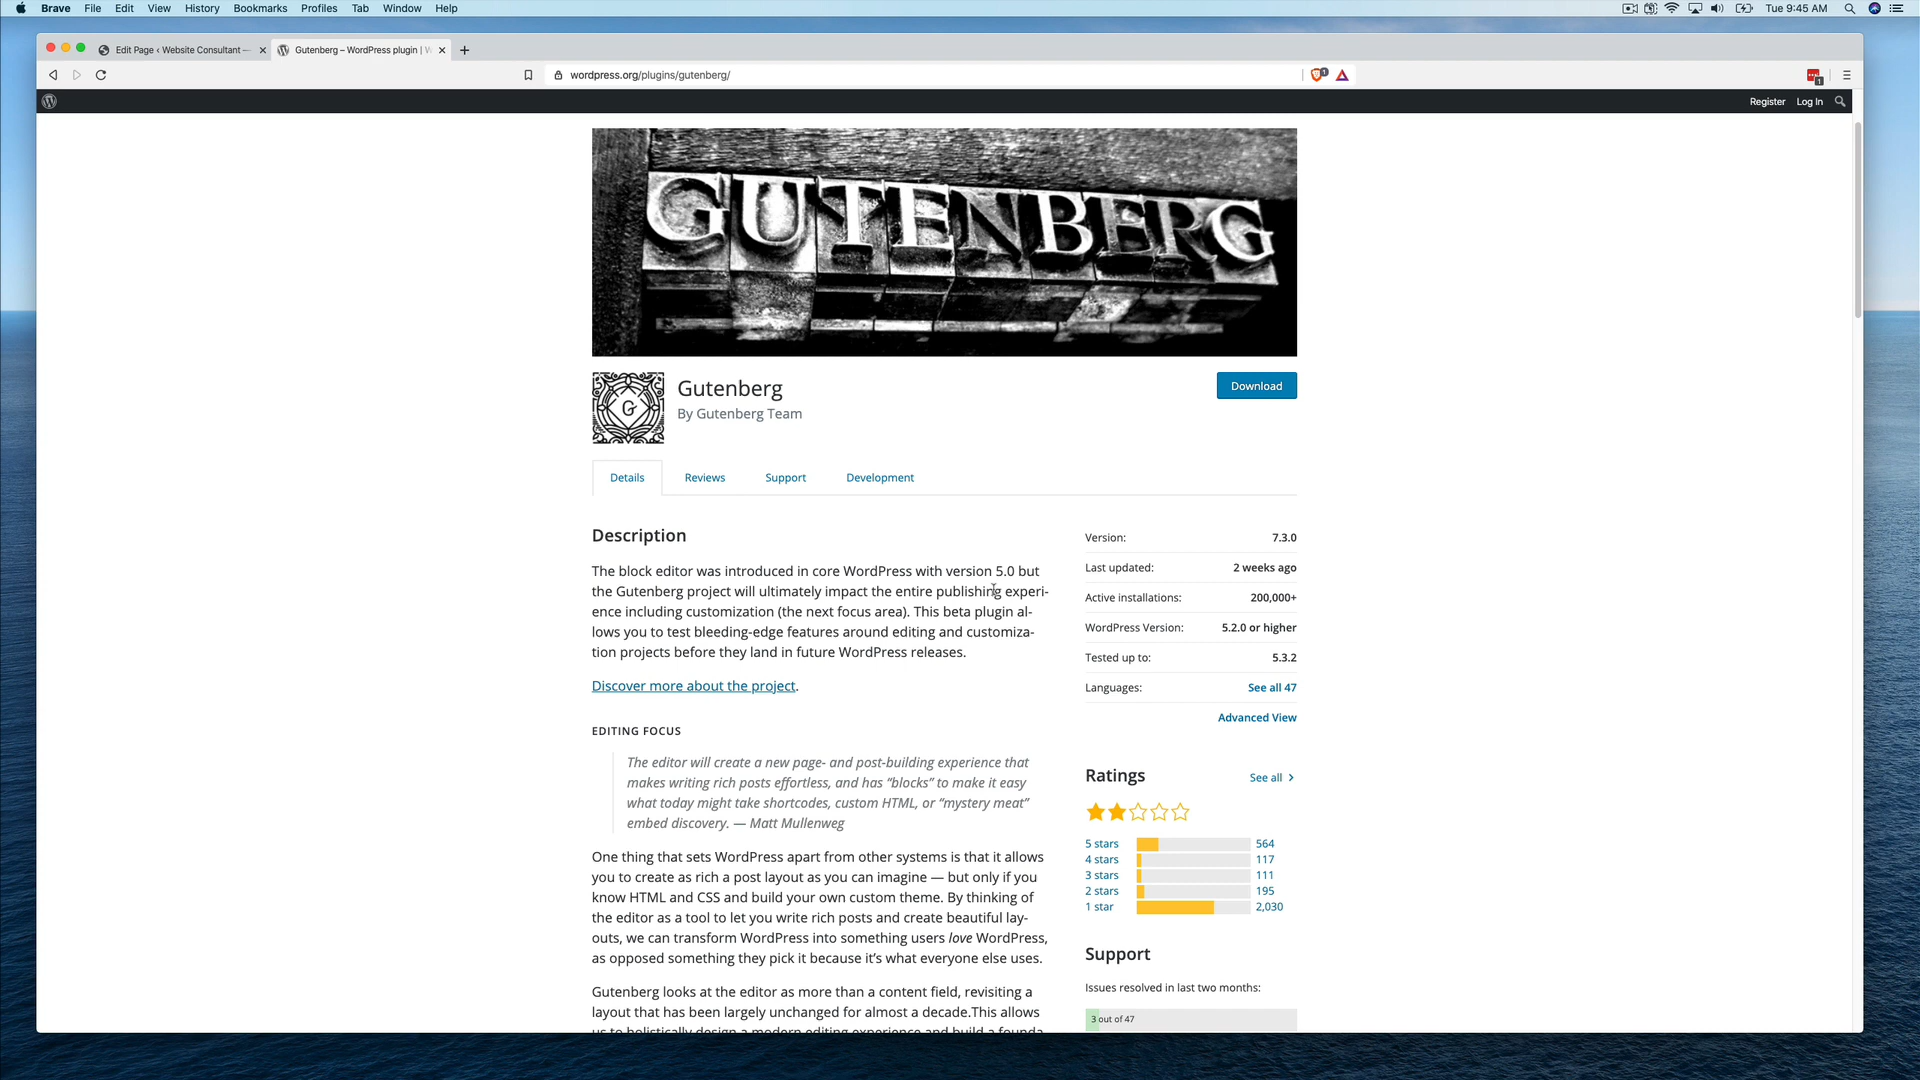 Brave File Edit View History Bookmarks Profiles Tab Window Help
Tue 9:45 AM
Edit Page ‹ Website Consultant —
Gutenberg – WordPress plugin | W
wordpress.org/plugins/gutenberg/
1
1
Register Log In
GUTENBERG
G
Gutenberg
By Gutenberg Team
Download
Details Reviews Support Development
Description
The block editor was introduced in core WordPress with version 5.0 but
the Gutenberg project will ultimately impact the entire publishing experi-
ence including customization (the next focus area). This beta plugin al-
lows you to test bleeding-edge features around editing and customiza-
tion projects before they land in future WordPress releases.
Discover more about the project.
EDITING FOCUS
The editor will create a new page- and post-building experience that
makes writing rich posts effortless, and has “blocks” to make it easy
what today might take shortcodes, custom HTML, or “mystery meat”
embed discovery. — Matt Mullenweg
One thing that sets WordPress apart from other systems is that it allows
you to create as rich a post layout as you can imagine — but only if you
know HTML and CSS and build your own custom theme. By thinking of
the editor as a tool to let you write rich posts and create beautiful lay-
outs, we can transform WordPress into something users love WordPress,
as opposed something they pick it because it’s what everyone else uses.
Gutenberg looks at the editor as more than a content field, revisiting a
layout that has been largely unchanged for almost a decade.This allows
us to holistically design a modern editing experience and build a founda-
Version: 7.3.0
Last updated: 2 weeks ago
Active installations: 200,000+
WordPress Version: 5.2.0 or higher
Tested up to: 5.3.2
Languages: See all 47
Advanced View
Ratings See all
5 stars 564
4 stars 117
3 stars 111
2 stars 195
1 star 2,030
Support
Issues resolved in last two months:
3 out of 47